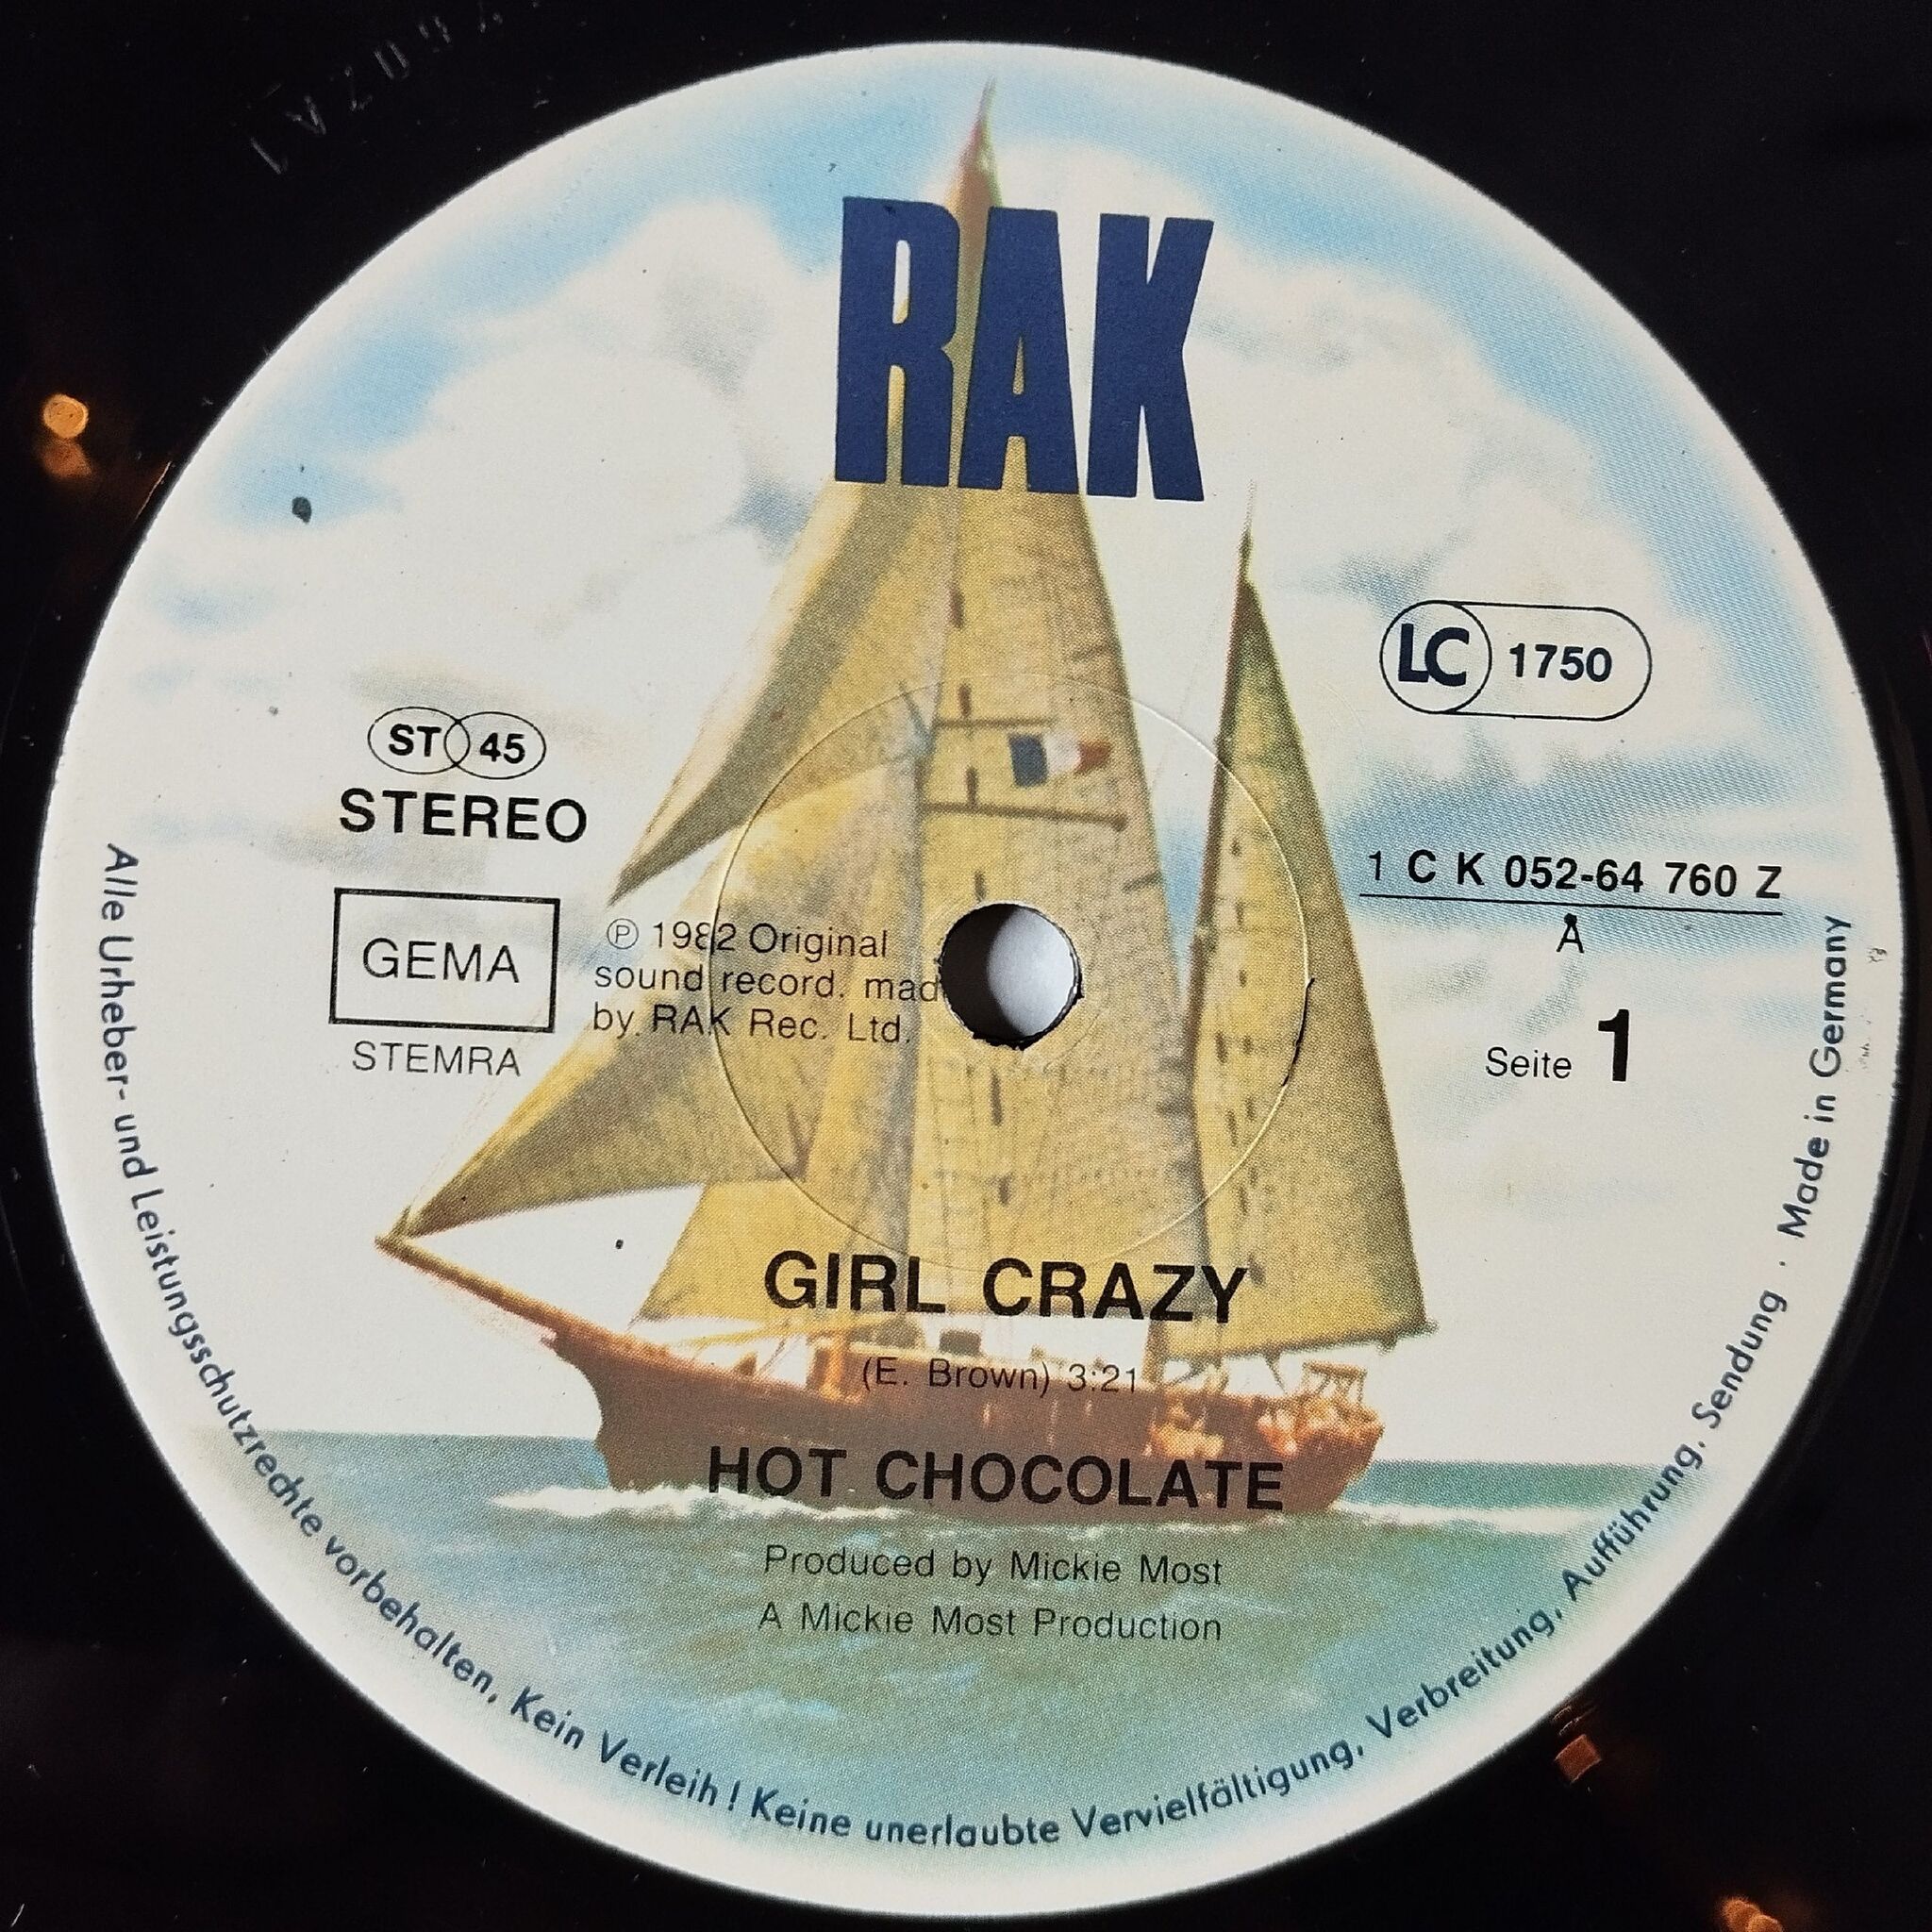 RAK
LC 1750
ST 45
STEREO
1 C K 052-64 760 Z
A
GEMA
STEMRA
℗ 1982 Original
sound record. mad
by RAK Rec. Ltd.
Seite 1
GIRL CRAZY
(E. Brown) 3:21
HOT CHOCOLATE
Produced by Mickie Most
A Mickie Most Production
Alle Urheber- und Leistungsschutzrechte vorbehalten. Kein Verleih! Keine unerlaubte Vervielfältigung, Verbreitung, Aufführung, Sendung · Made in Germany